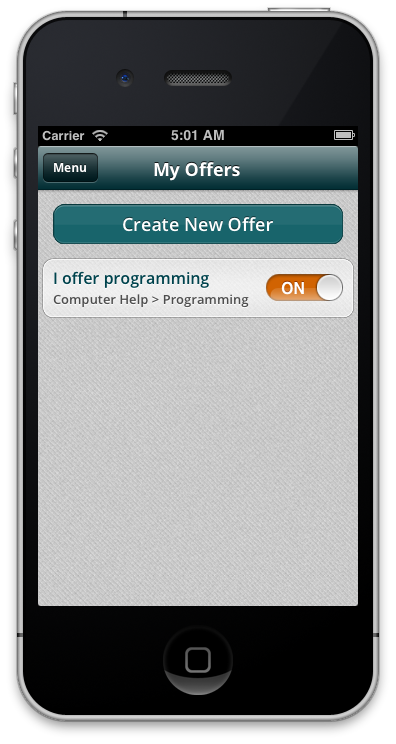 Carrier 5:01 AM
Menu My Offers
Create New Offer
I offer programming
Computer Help > Programming
ON